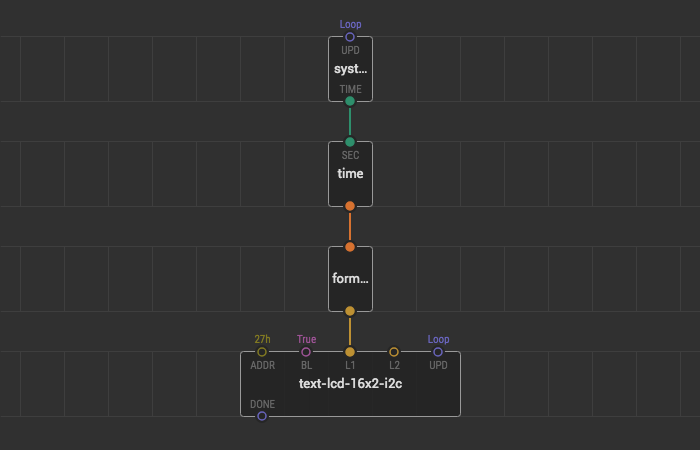 Loop
UPD
syst...
TIME
SEC
time
form...
27h True Loop
ADDR BL L1 L2 UPD
text-lcd-16x2-i2c
DONE